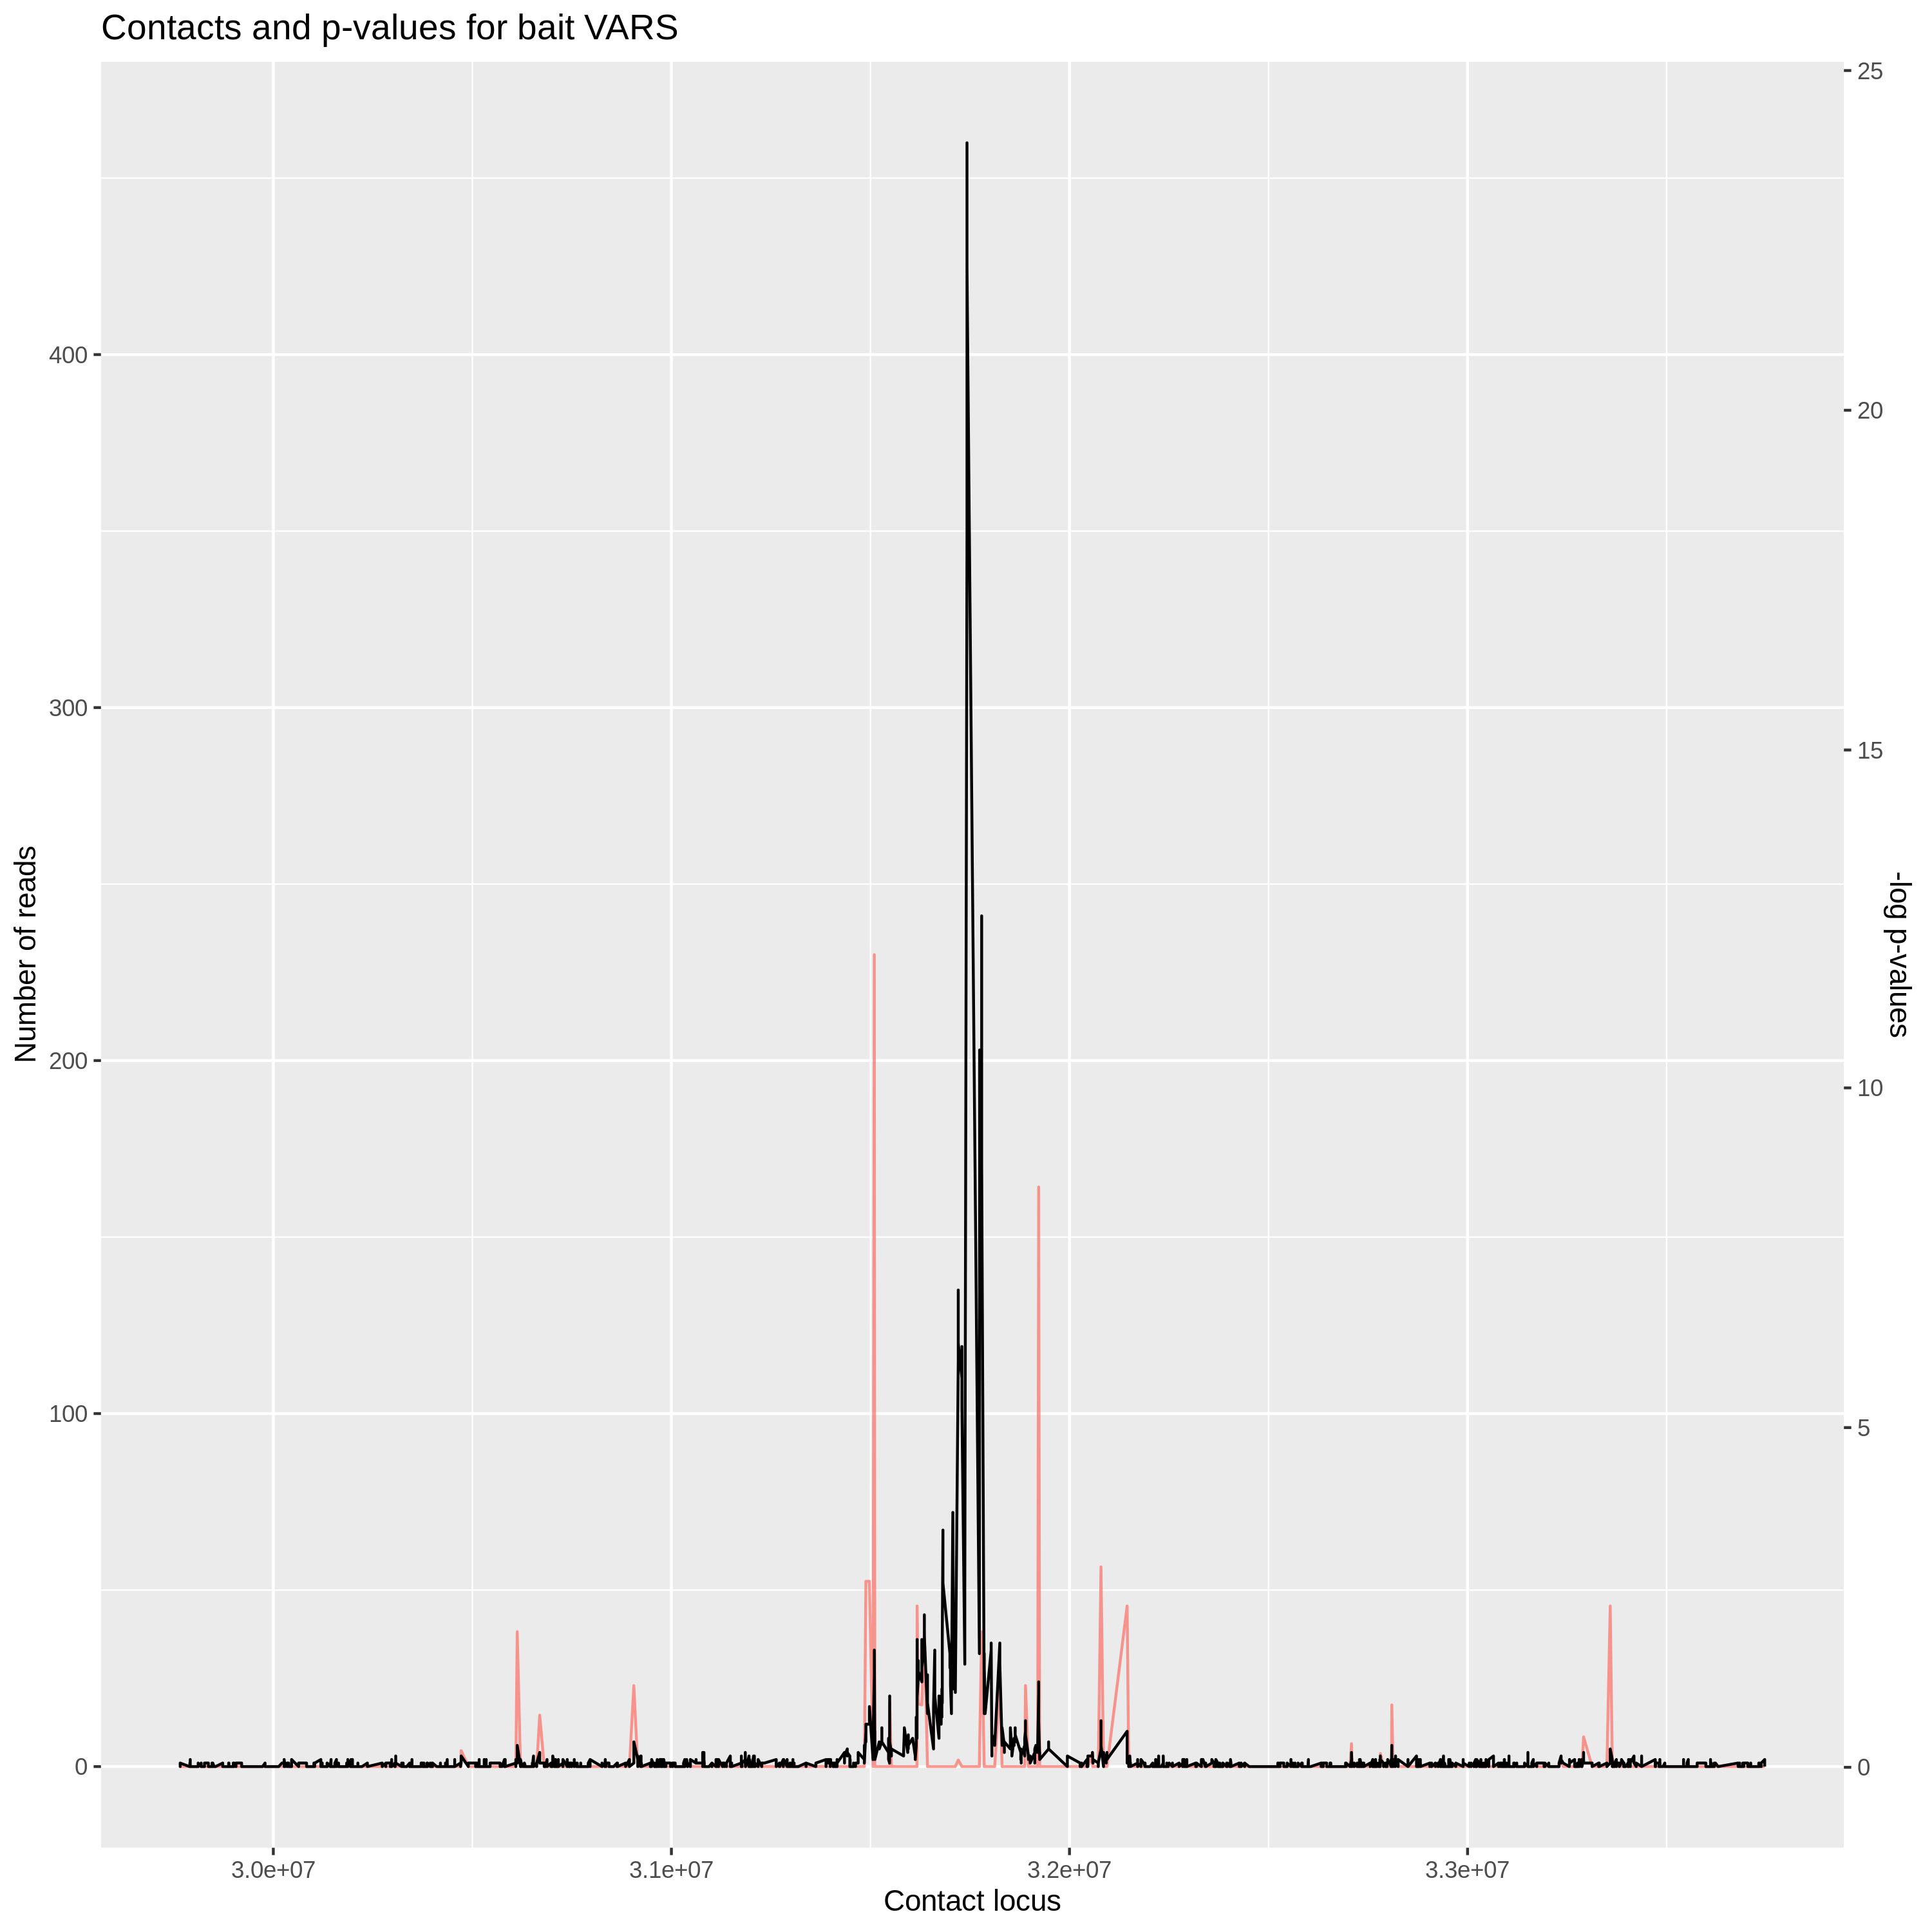 Contacts and p-values for bait VARS
Number of reads
400
300
200
100
0
25
20
15
10
5
0
-log p-values
3.0e+07
3.1e+07
3.2e+07
3.3e+07
Contact locus